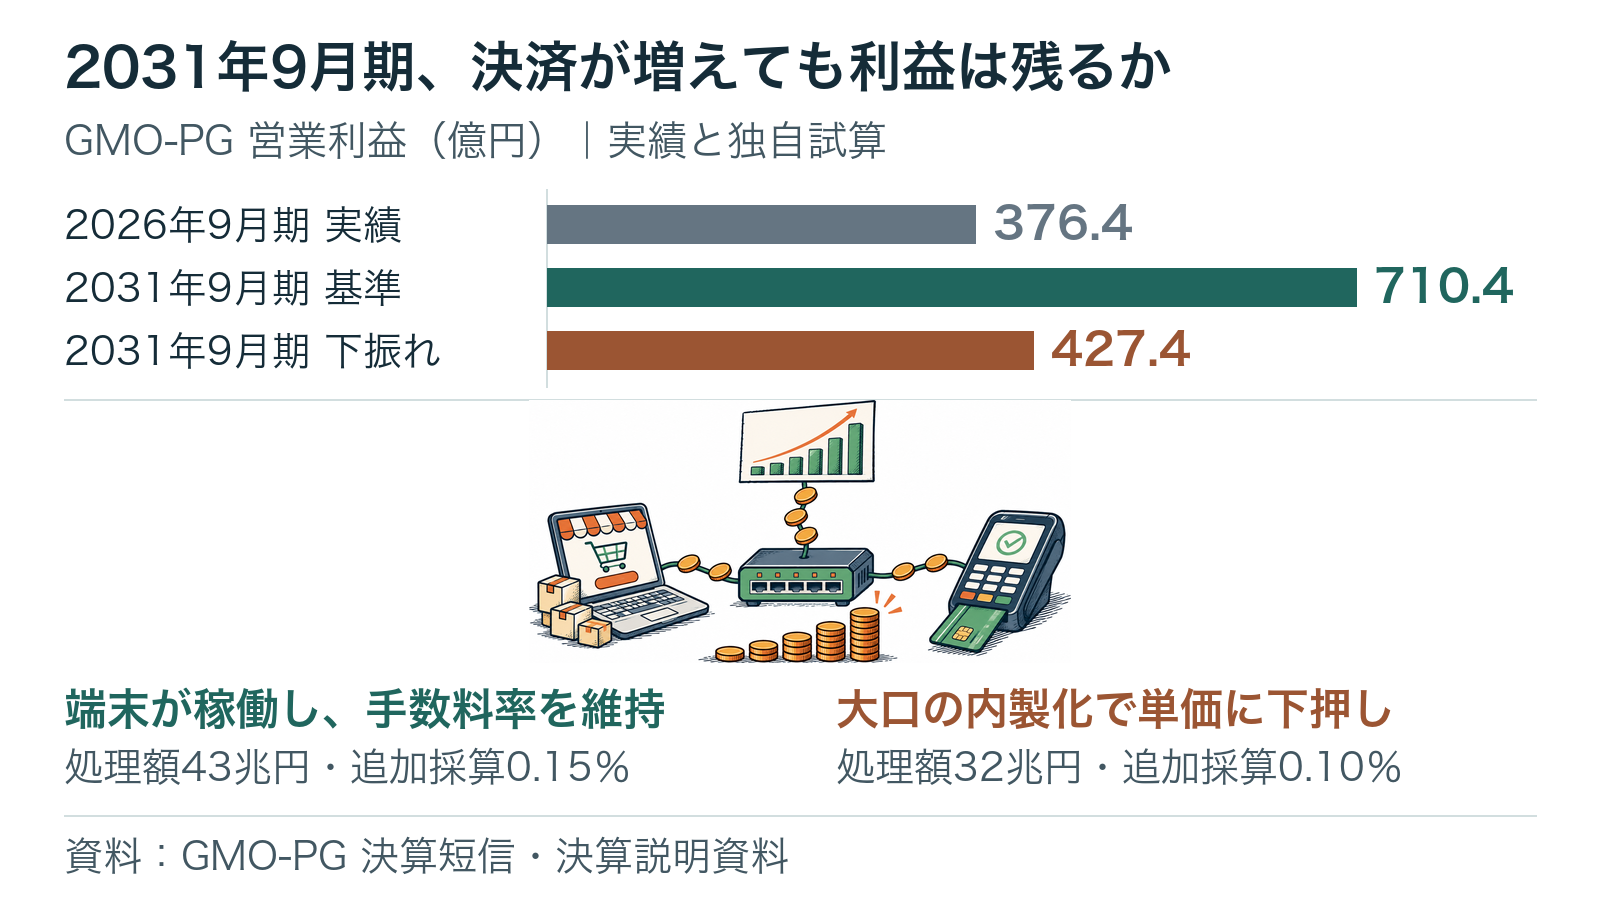 2031年9月期、決済が増えても利益は残るか
GMO-PG 営業利益（億円）｜実績と独自試算
2026年9月期 実績 376.4
2031年9月期 基準 710.4
2031年9月期 下振れ 427.4
端末が稼働し、手数料率を維持
処理額43兆円・追加採算0.15%
大口の内製化で単価に下押し
処理額32兆円・追加採算0.10%
資料：GMO-PG 決算短信・決算説明資料